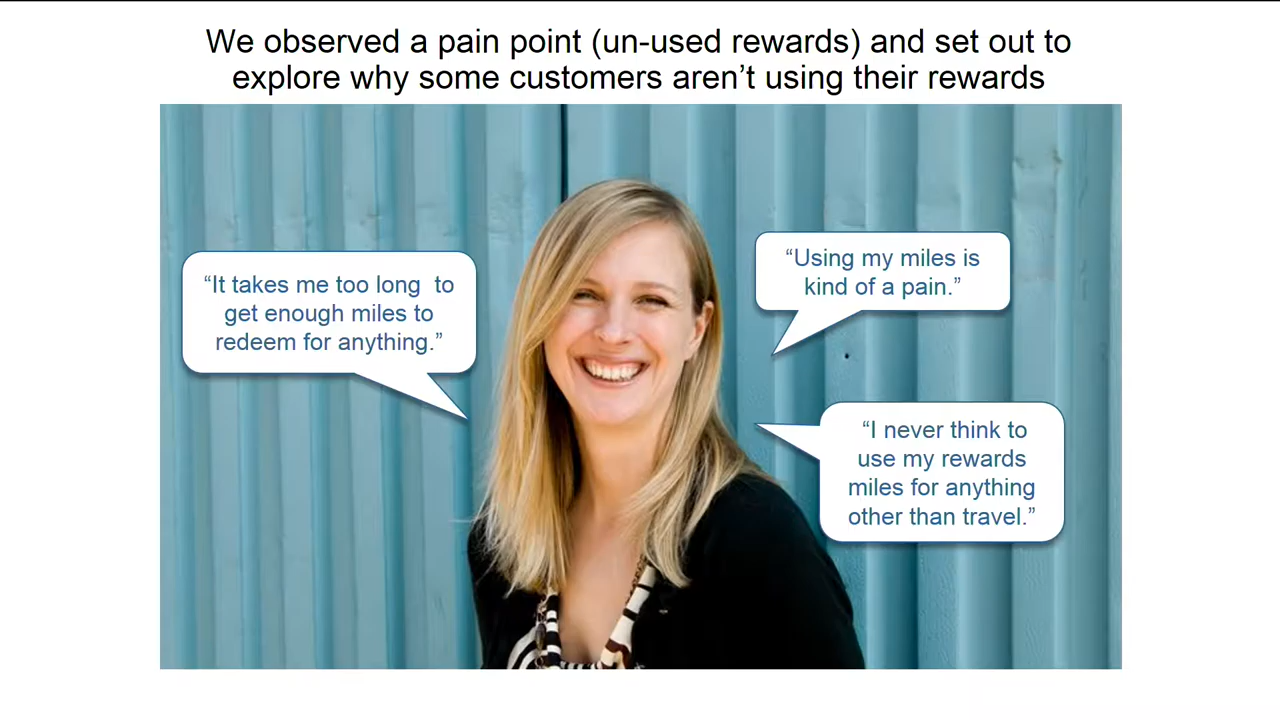 We observed a pain point (un-used rewards) and set out to
explore why some customers aren’t using their rewards
“It takes me too long  to
get enough miles to
redeem for anything.”
“Using my miles is
kind of a pain.”
“I never think to
use my rewards
miles for anything
other than travel.”